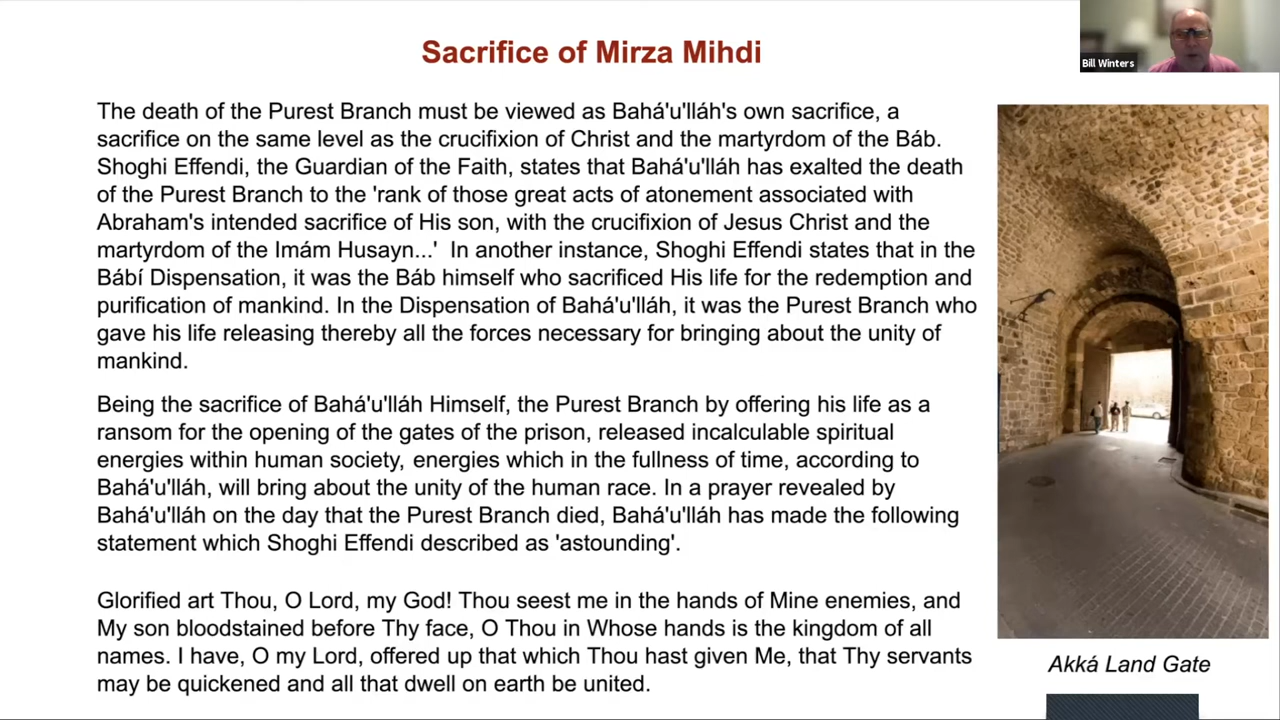 Sacrifice of Mirza Mihdi
Bill Winters
The death of the Purest Branch must be viewed as Bahá'u'lláh's own sacrifice, a
sacrifice on the same level as the crucifixion of Christ and the martyrdom of the Báb.
Shoghi Effendi, the Guardian of the Faith, states that Bahá'u'lláh has exalted the death
of the Purest Branch to the 'rank of those great acts of atonement associated with
Abraham's intended sacrifice of His son, with the crucifixion of Jesus Christ and the
martyrdom of the Imám Husayn...'  In another instance, Shoghi Effendi states that in the
Bábí Dispensation, it was the Báb himself who sacrificed His life for the redemption and
purification of mankind. In the Dispensation of Bahá'u'lláh, it was the Purest Branch who
gave his life releasing thereby all the forces necessary for bringing about the unity of
mankind.
Being the sacrifice of Bahá'u'lláh Himself, the Purest Branch by offering his life as a
ransom for the opening of the gates of the prison, released incalculable spiritual
energies within human society, energies which in the fullness of time, according to
Bahá'u'lláh, will bring about the unity of the human race. In a prayer revealed by
Bahá'u'lláh on the day that the Purest Branch died, Bahá'u'lláh has made the following
statement which Shoghi Effendi described as 'astounding'.
Glorified art Thou, O Lord, my God! Thou seest me in the hands of Mine enemies, and
My son bloodstained before Thy face, O Thou in Whose hands is the kingdom of all
names. I have, O my Lord, offered up that which Thou hast given Me, that Thy servants
may be quickened and all that dwell on earth be united.
Akká Land Gate